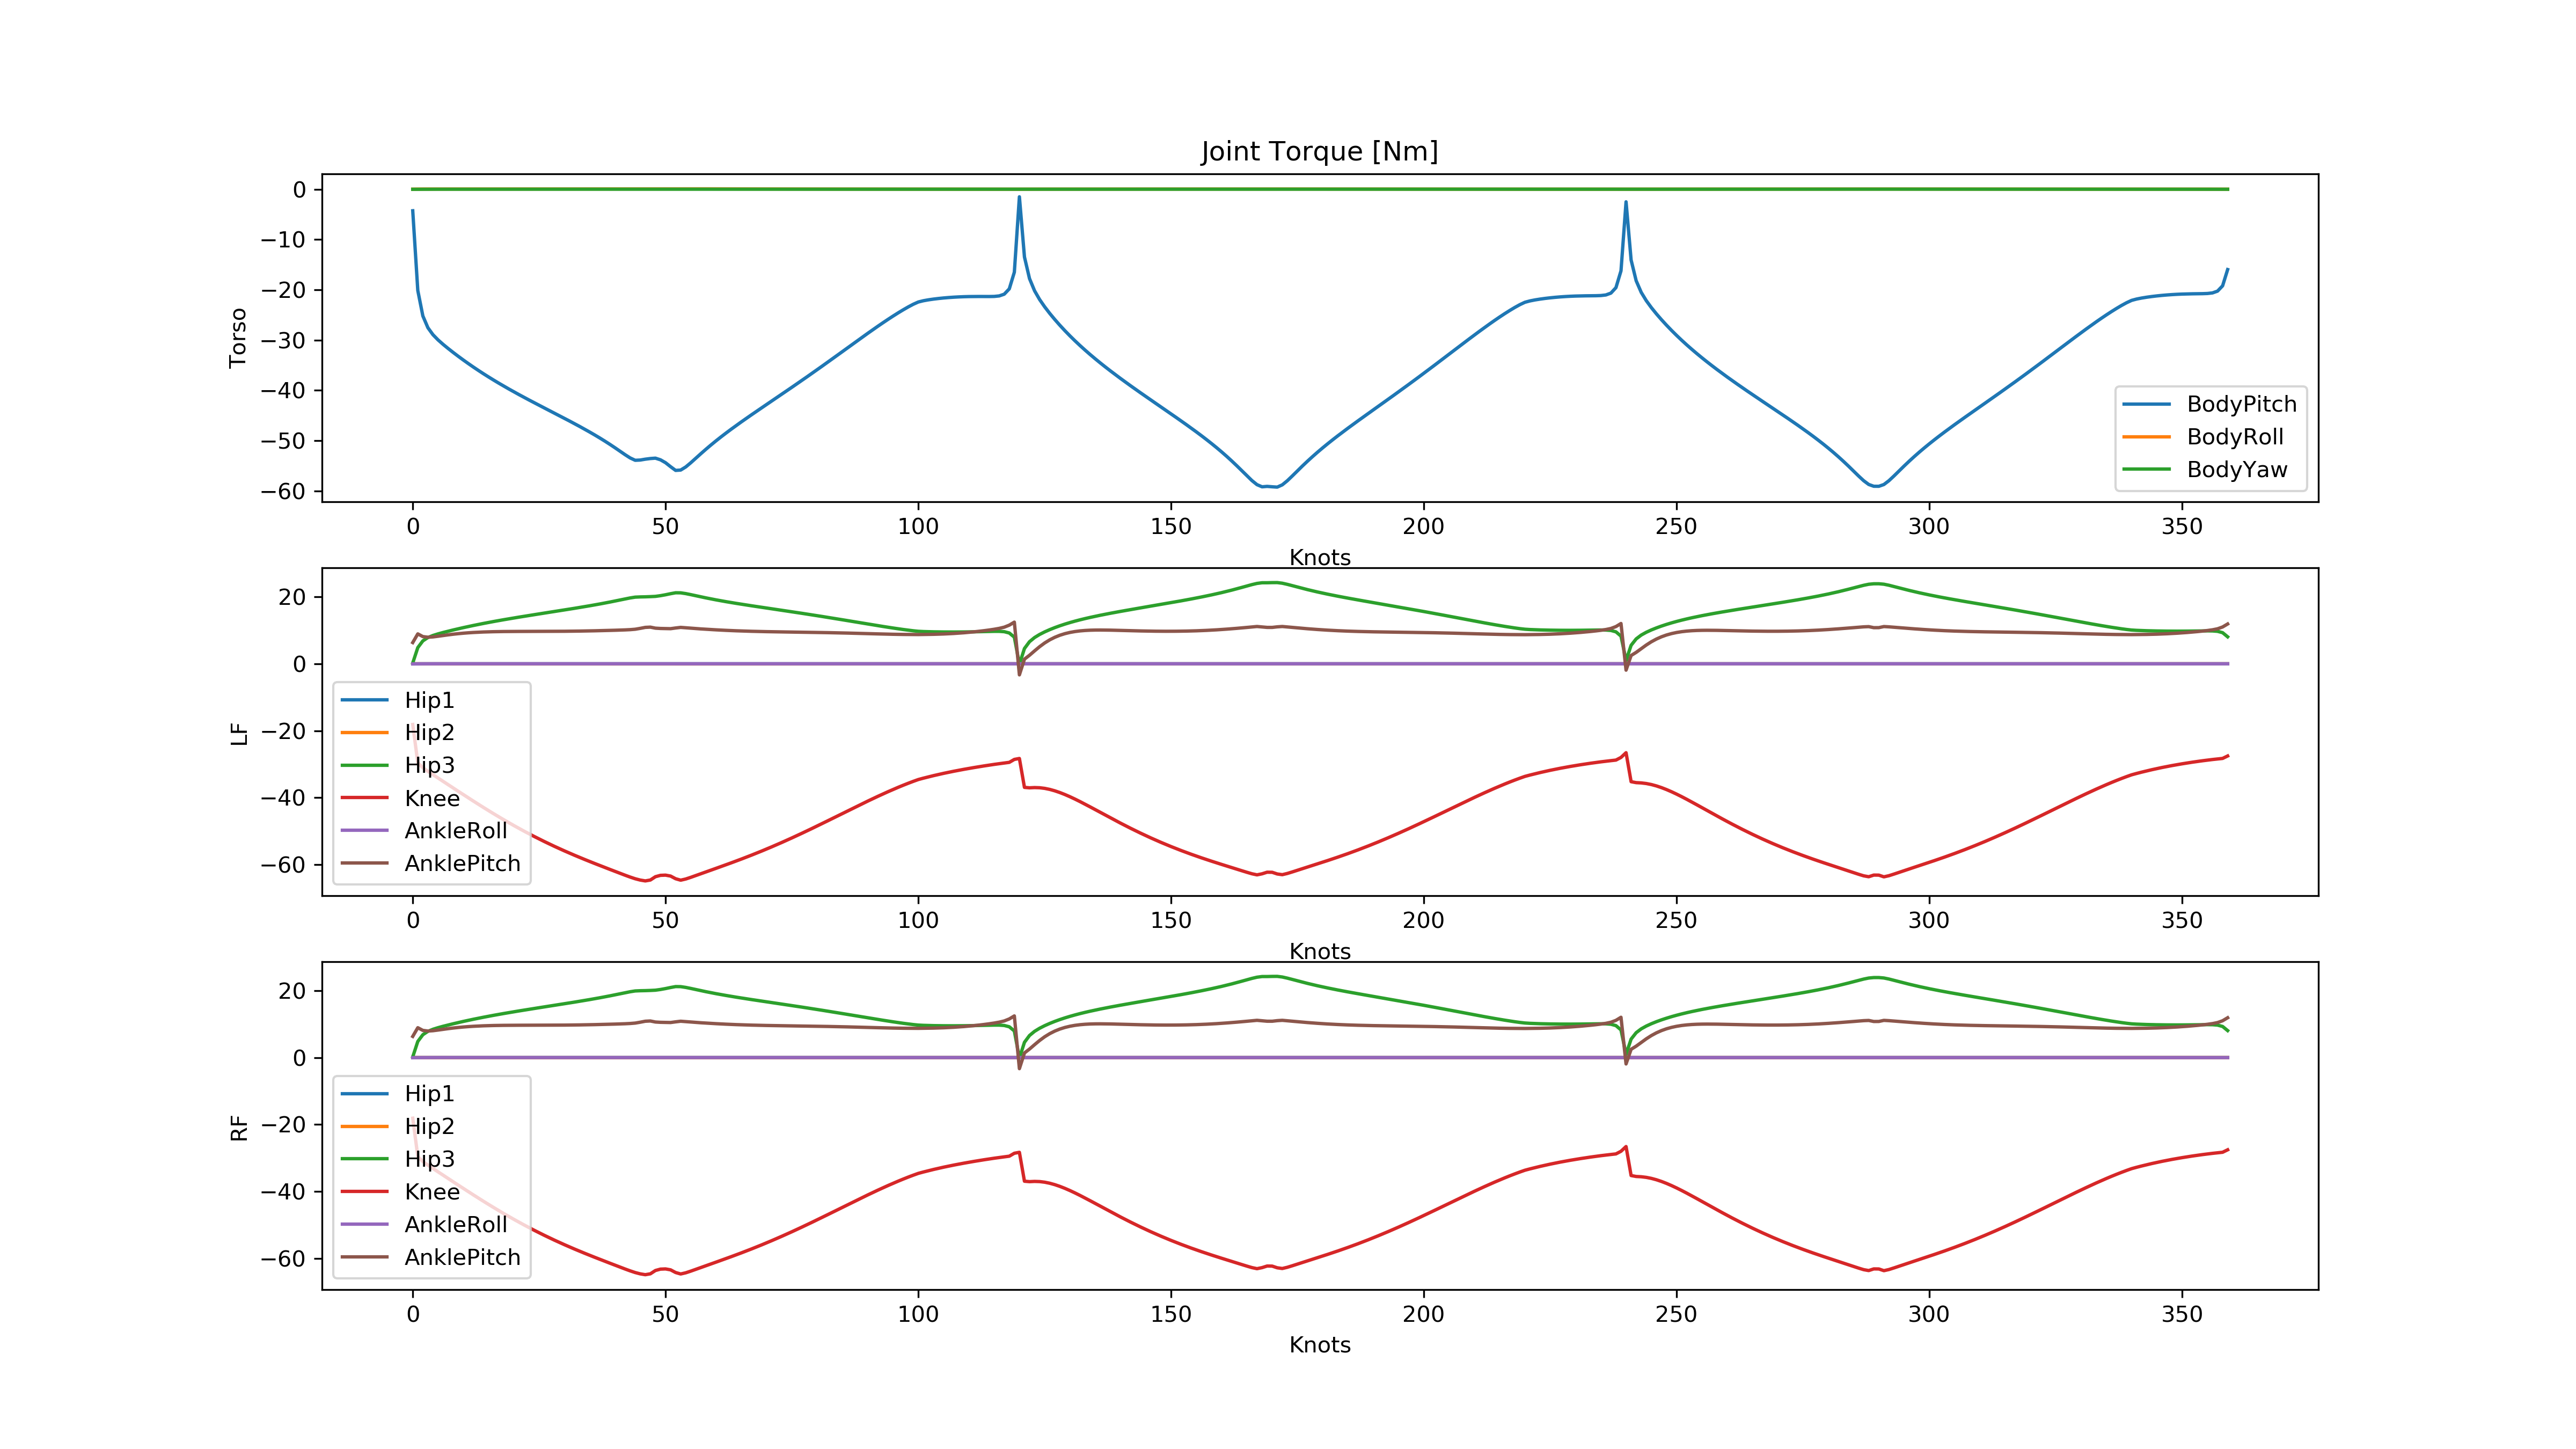 Joint Torque [Nm]
0
−10
−20
−30
−40
−50
−60
Torso
BodyPitch
BodyRoll
BodyYaw
0 50 100 150 200 250 300 350
Knots
20
0
−20
−40
−60
LF
Hip1
Hip2
Hip3
Knee
AnkleRoll
AnklePitch
0 50 100 150 200 250 300 350
Knots
20
0
−20
−40
−60
RF
Hip1
Hip2
Hip3
Knee
AnkleRoll
AnklePitch
0 50 100 150 200 250 300 350
Knots